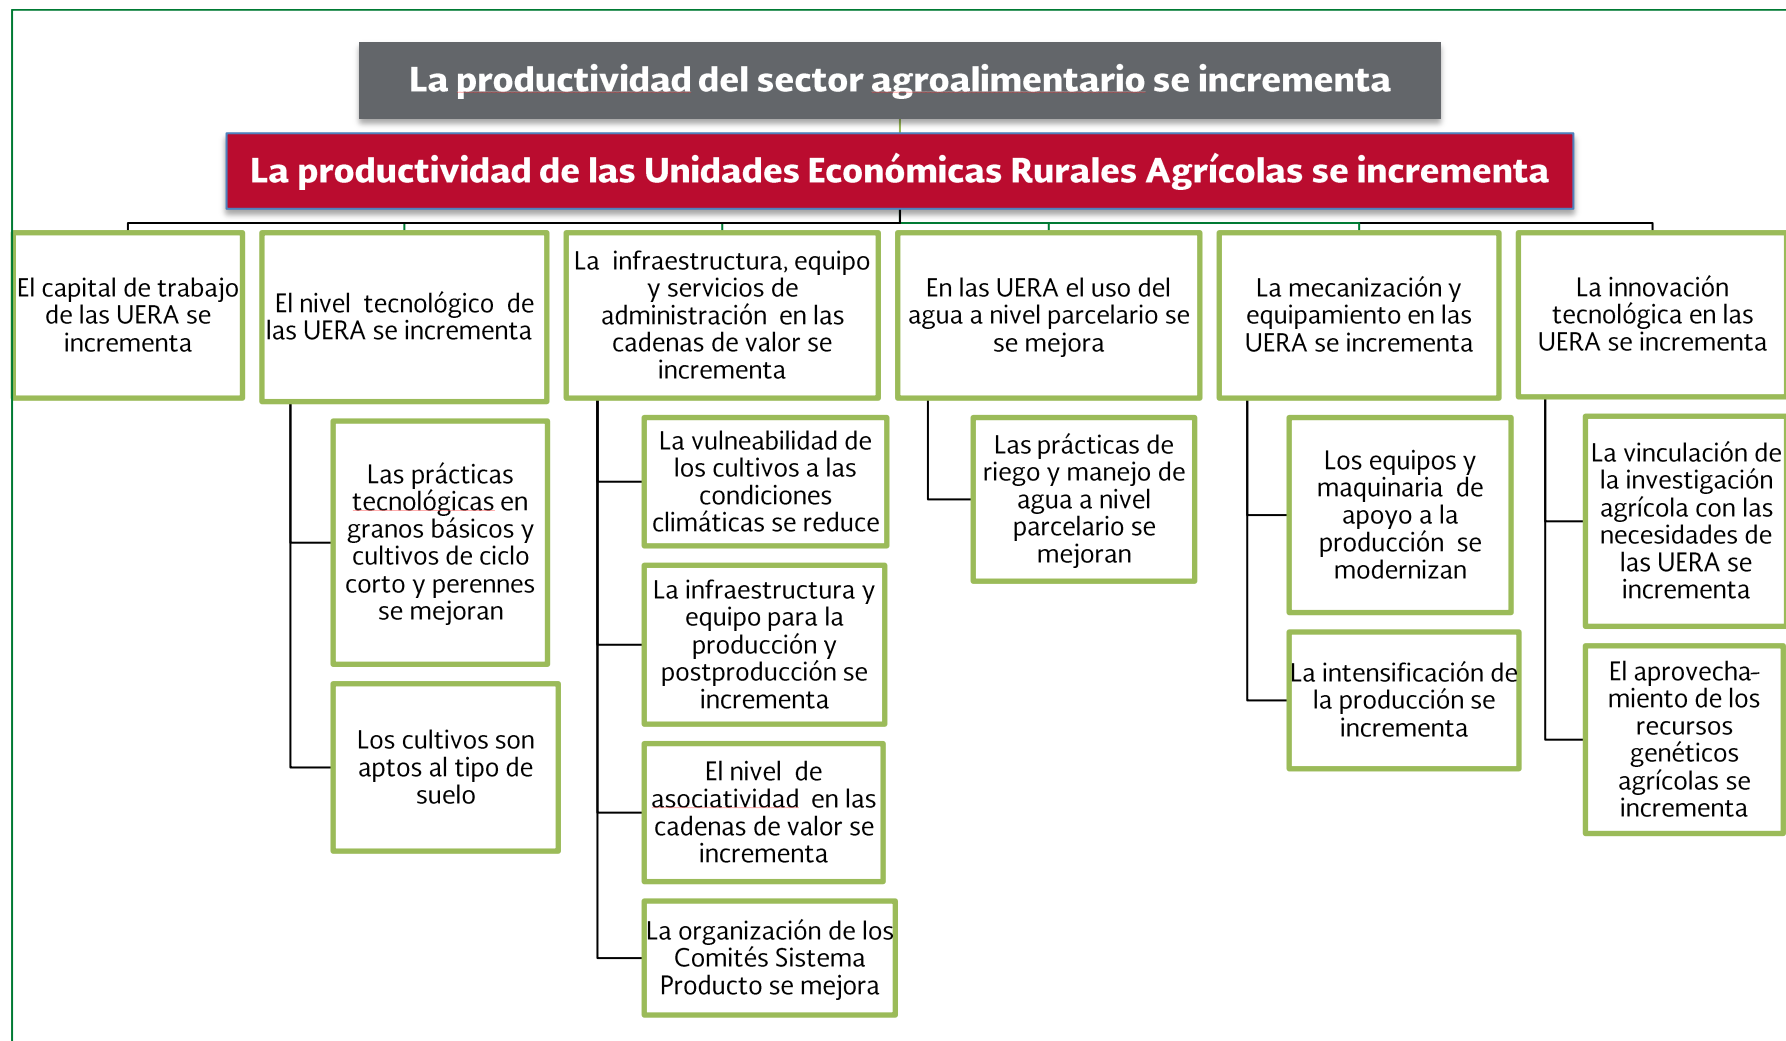 La productividad del sector agroalimentario se incrementa
La productividad de las Unidades Económicas Rurales Agrícolas se incrementa
El capital de trabajo
de las UERA se
incrementa
El nivel tecnológico de
las UERA se incrementa
Las prácticas
tecnológicas en
granos básicos y
cultivos de ciclo
corto y perennes
se mejoran
Los cultivos son
aptos al tipo de
suelo
La infraestructura, equipo
y servicios de
administración en las
cadenas de valor se
incrementa
La vulneabilidad de
los cultivos a las
condiciones
climáticas se reduce
La infraestructura y
equipo para la
producción y
postproducción se
incrementa
El nivel de
asociatividad en las
cadenas de valor se
incrementa
La organización de los
Comités Sistema
Producto se mejora
En las UERA el uso del
agua a nivel parcelario se
se mejora
Las prácticas de
riego y manejo de
agua a nivel
parcelario se
mejoran
La mecanización y
equipamiento en las
UERA se incrementa
Los equipos y
maquinaria de
apoyo a la
producción se
modernizan
La intensificación de
la producción se
incrementa
La innovación
tecnológica en las
UERA se incrementa
La vinculación de
la investigación
agrícola con las
necesidades de
las UERA se
incrementa
El aprovecha-
miento de los
recursos
genéticos
agrícolas se
incrementa